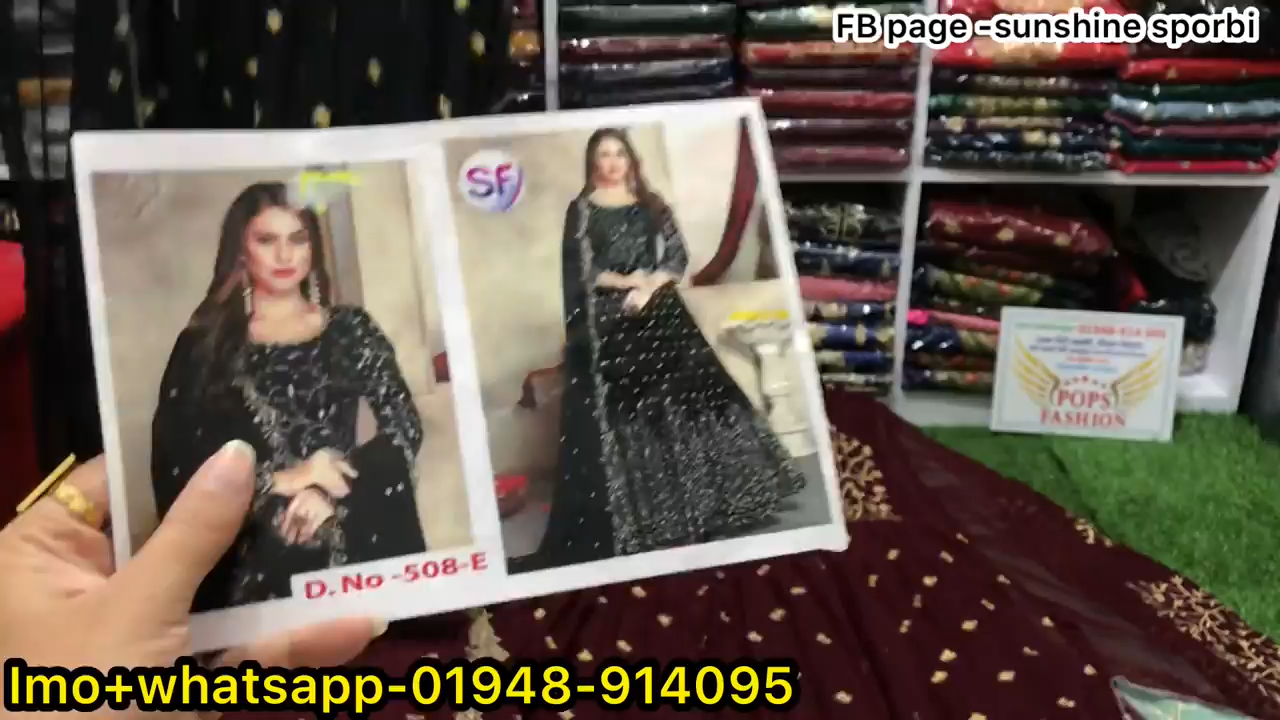 FB page -sunshine sporbi
SF
D. No -508-E
POPS
FASHION
Imo+whatsapp-01948-914095